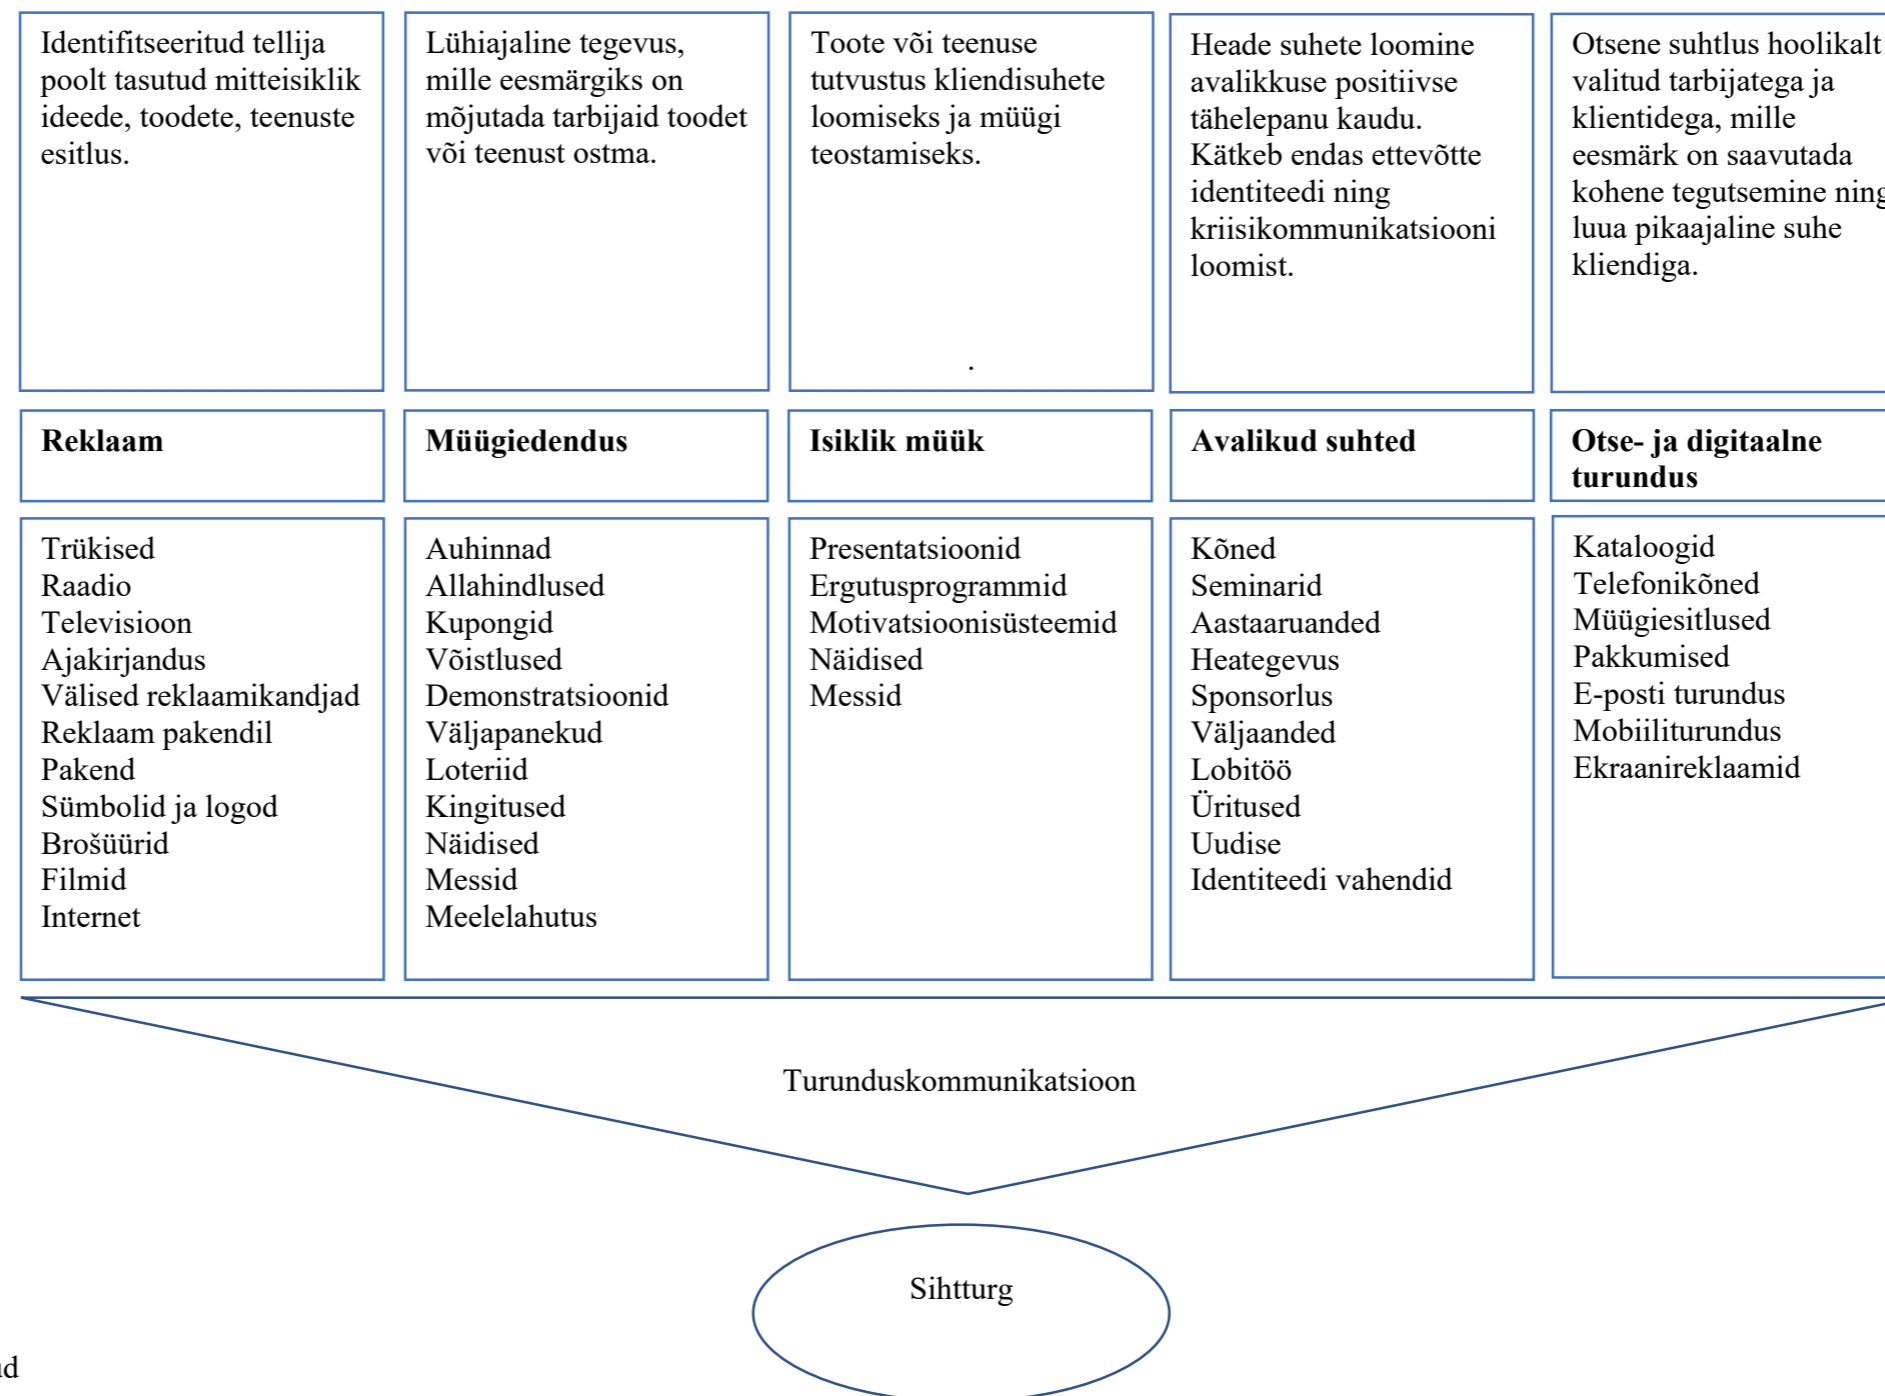 Identifitseeritud tellija
poolt tasutud mitteisiklik
ideede, toodete, teenuste
esitlus.
Lühiajaline tegevus,
mille eesmärgiks on
mõjutada tarbijaid toodet
või teenust ostma.
Toote või teenuse
tutvustus kliendisuhete
loomiseks ja müügi
teostamiseks.
.
Heade suhete loomine
avalikkuse positiivse
tähelepanu kaudu.
Kätkeb endas ettevõtte
identiteedi ning
kriisikommunikatsiooni
loomist.
Otsene suhtlus hoolikalt
valitud tarbijatega ja
klientidega, mille
eesmärk on saavutada
kohene tegutsemine ning
luua pikaajaline suhe
kliendiga.
Reklaam
Müügiedendus
Isiklik müük
Avalikud suhted
Otse- ja digitaalne
turundus
Trükised
Raadio
Televisioon
Ajakirjandus
Välised reklaamikandjad
Reklaam pakendil
Pakend
Sümbolid ja logod
Brošüürid
Filmid
Internet
Auhinnad
Allahindlused
Kupongid
Võistlused
Demonstratsioonid
Väljapanekud
Loteriid
Kingitused
Näidised
Messid
Meelelahutus
Presentatsioonid
Ergutusprogrammid
Motivatsioonisüsteemid
Näidised
Messid
Kõned
Seminarid
Aastaaruanded
Heategevus
Sponsorlus
Väljaanded
Lobitöö
Üritused
Uudise
Identiteedi vahendid
Kataloogid
Telefonikõned
Müügiesitlused
Pakkumised
E-posti turundus
Mobiiliturundus
Ekraanireklaamid
Turunduskommunikatsioon
Sihtturg